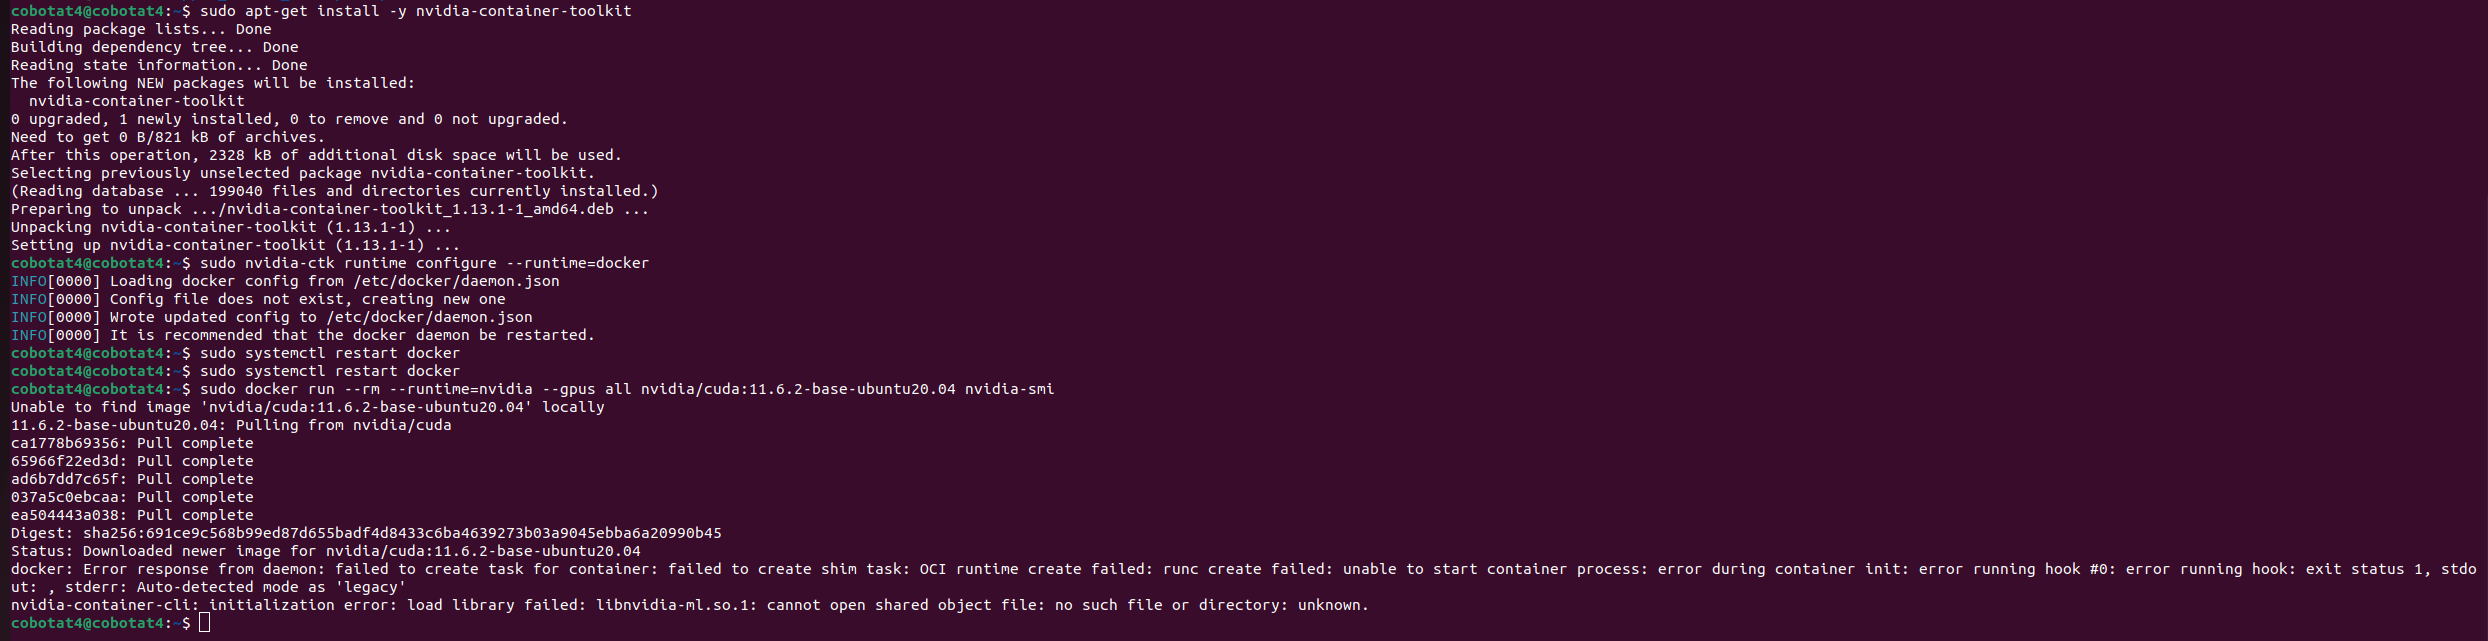 cobotat4@cobotat4:~$ sudo apt-get install -y nvidia-container-toolkit
Reading package lists... Done
Building dependency tree... Done
Reading state information... Done
The following NEW packages will be installed:
  nvidia-container-toolkit
0 upgraded, 1 newly installed, 0 to remove and 0 not upgraded.
Need to get 0 B/821 kB of archives.
After this operation, 2328 kB of additional disk space will be used.
Selecting previously unselected package nvidia-container-toolkit.
(Reading database ... 199040 files and directories currently installed.)
Preparing to unpack .../nvidia-container-toolkit_1.13.1-1_amd64.deb ...
Unpacking nvidia-container-toolkit (1.13.1-1) ...
Setting up nvidia-container-toolkit (1.13.1-1) ...
cobotat4@cobotat4:~$ sudo nvidia-ctk runtime configure --runtime=docker
INFO[0000] Loading docker config from /etc/docker/daemon.json
INFO[0000] Config file does not exist, creating new one
INFO[0000] Wrote updated config to /etc/docker/daemon.json
INFO[0000] It is recommended that the docker daemon be restarted.
cobotat4@cobotat4:~$ sudo systemctl restart docker
cobotat4@cobotat4:~$ sudo systemctl restart docker
cobotat4@cobotat4:~$ sudo docker run --rm --runtime=nvidia --gpus all nvidia/cuda:11.6.2-base-ubuntu20.04 nvidia-smi
Unable to find image 'nvidia/cuda:11.6.2-base-ubuntu20.04' locally
11.6.2-base-ubuntu20.04: Pulling from nvidia/cuda
ca1778b69356: Pull complete
65966f22ed3d: Pull complete
ad6b7dd7c65f: Pull complete
037a5c0ebcaa: Pull complete
ea504443a038: Pull complete
Digest: sha256:691ce9c568b99ed87d655badf4d8433c6ba4639273b03a9045ebba6a20990b45
Status: Downloaded newer image for nvidia/cuda:11.6.2-base-ubuntu20.04
docker: Error response from daemon: failed to create task for container: failed to create shim task: OCI runtime create failed: runc create failed: unable to start container process: error during container init: error running hook #0: error running hook: exit status 1, stdo
ut: , stderr: Auto-detected mode as 'legacy'
nvidia-container-cli: initialization error: load library failed: libnvidia-ml.so.1: cannot open shared object file: no such file or directory: unknown.
cobotat4@cobotat4:~$